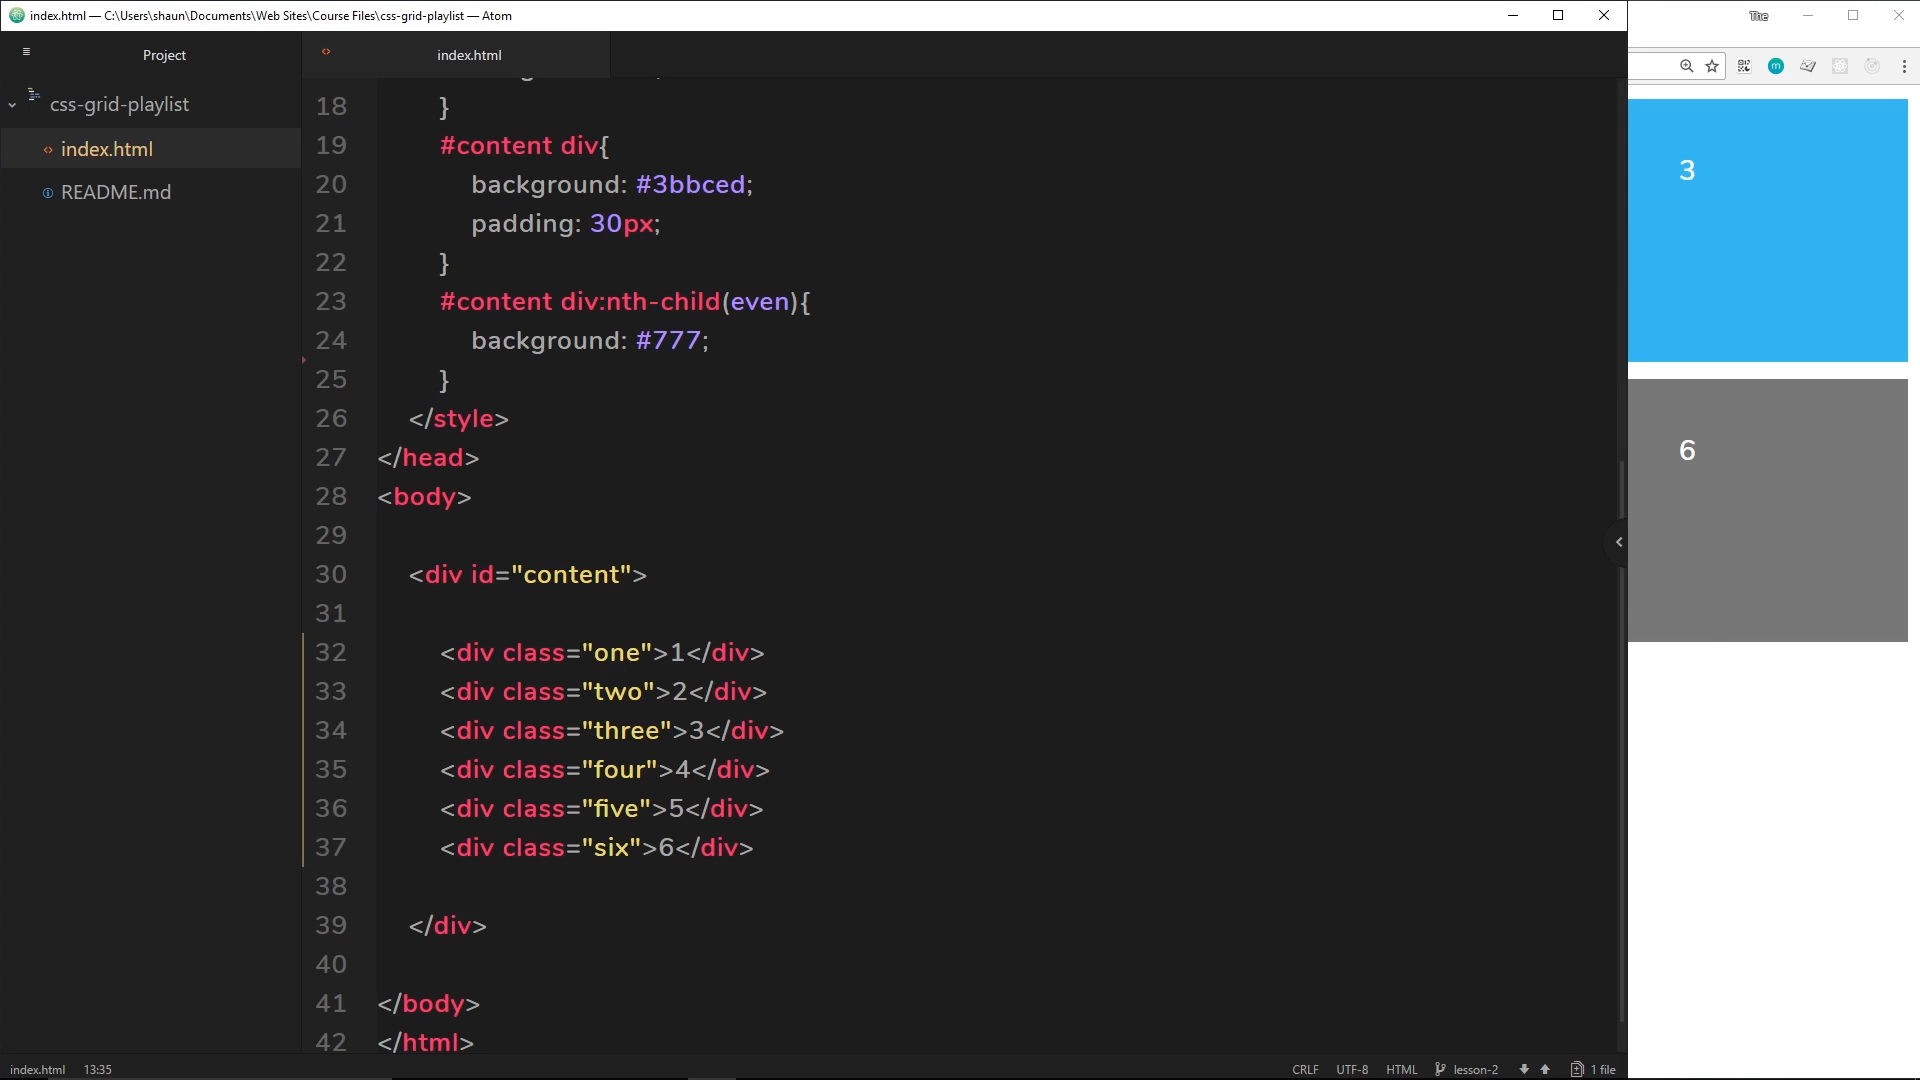 index.html — C:\Users\shaun\Documents\Web Sites\Course Files\css-grid-playlist — Atom
The
Project
index.html
css-grid-playlist
index.html
README.md
18 }
19 #content div{
20 background: #3bbced;
21 padding: 30px;
22 }
23 #content div:nth-child(even){
24 background: #777;
25 }
26 </style>
27 </head>
28 <body>
29
30 <div id="content">
31
32 <div class="one">1</div>
33 <div class="two">2</div>
34 <div class="three">3</div>
35 <div class="four">4</div>
36 <div class="five">5</div>
37 <div class="six">6</div>
38
39 </div>
40
41 </body>
42 </html>
m
3
6
index.html 13:35
CRLF UTF-8 HTML lesson-2 1 file